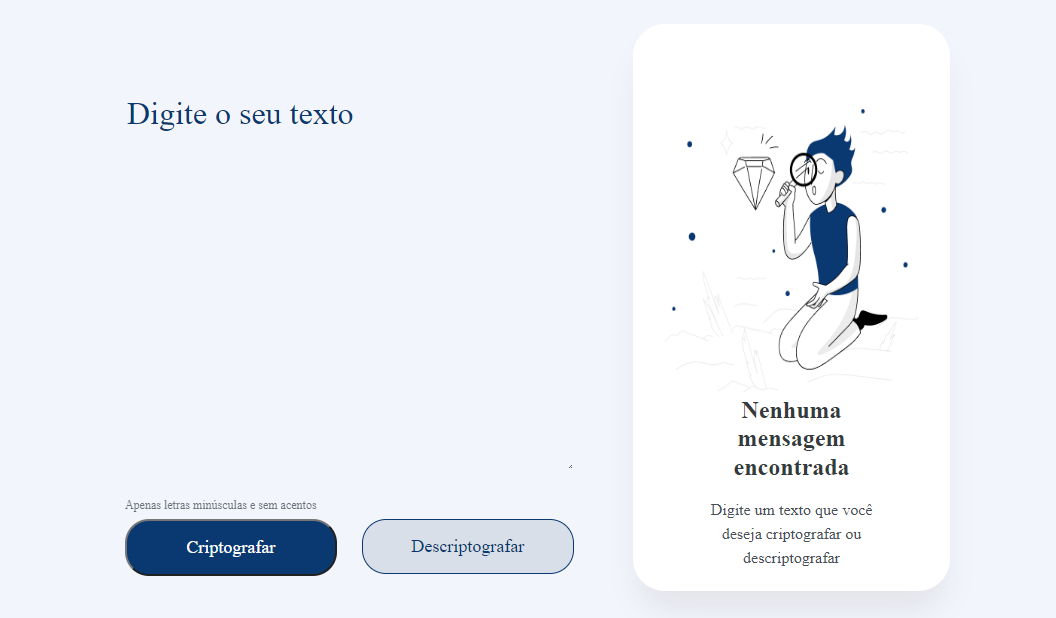 Digite o seu texto
Apenas letras minúsculas e sem acentos
Criptografar
Descriptografar
Nenhuma
mensagem
encontrada
Digite um texto que você
deseja criptografar ou
descriptografar